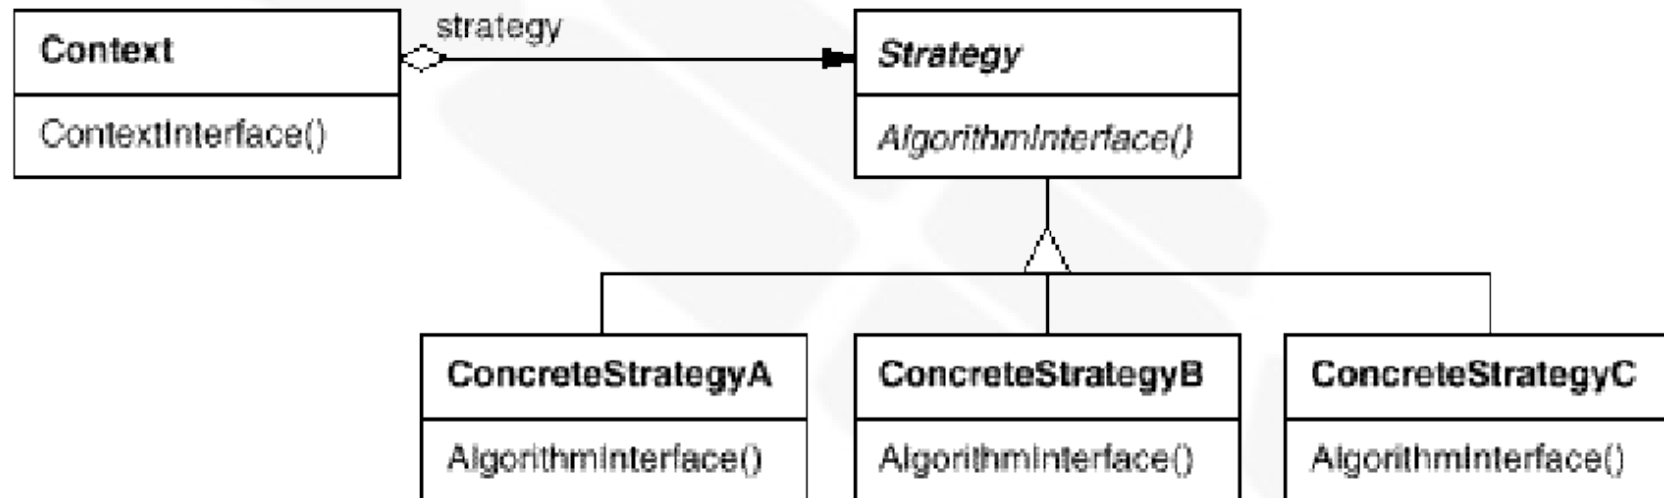 strategy
Context
Strategy
ContextInterface()
AlgorithmInterface()
ConcreteStrategyA
ConcreteStrategyB
ConcreteStrategyC
AlgorithmInterface()
AlgorithmInterface()
AlgorithmInterface()